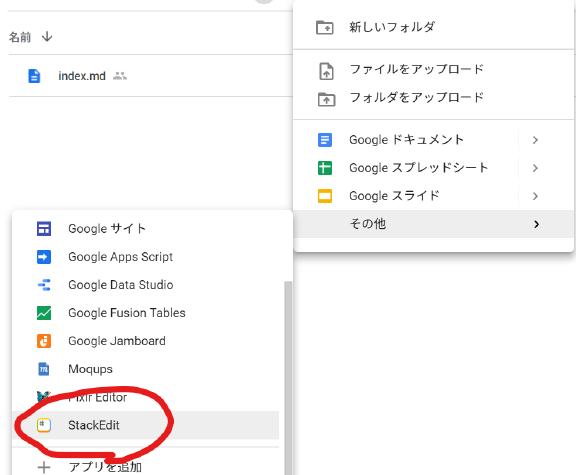 名前 ↓
index.md
新しいフォルダ
ファイルをアップロード
フォルダをアップロード
Google ドキュメント
Google スプレッドシート
Google スライド
その他
Google サイト
Google Apps Script
Google Data Studio
Google Fusion Tables
Google Jamboard
Moqups
Pixlr Editor
StackEdit
アプリを追加